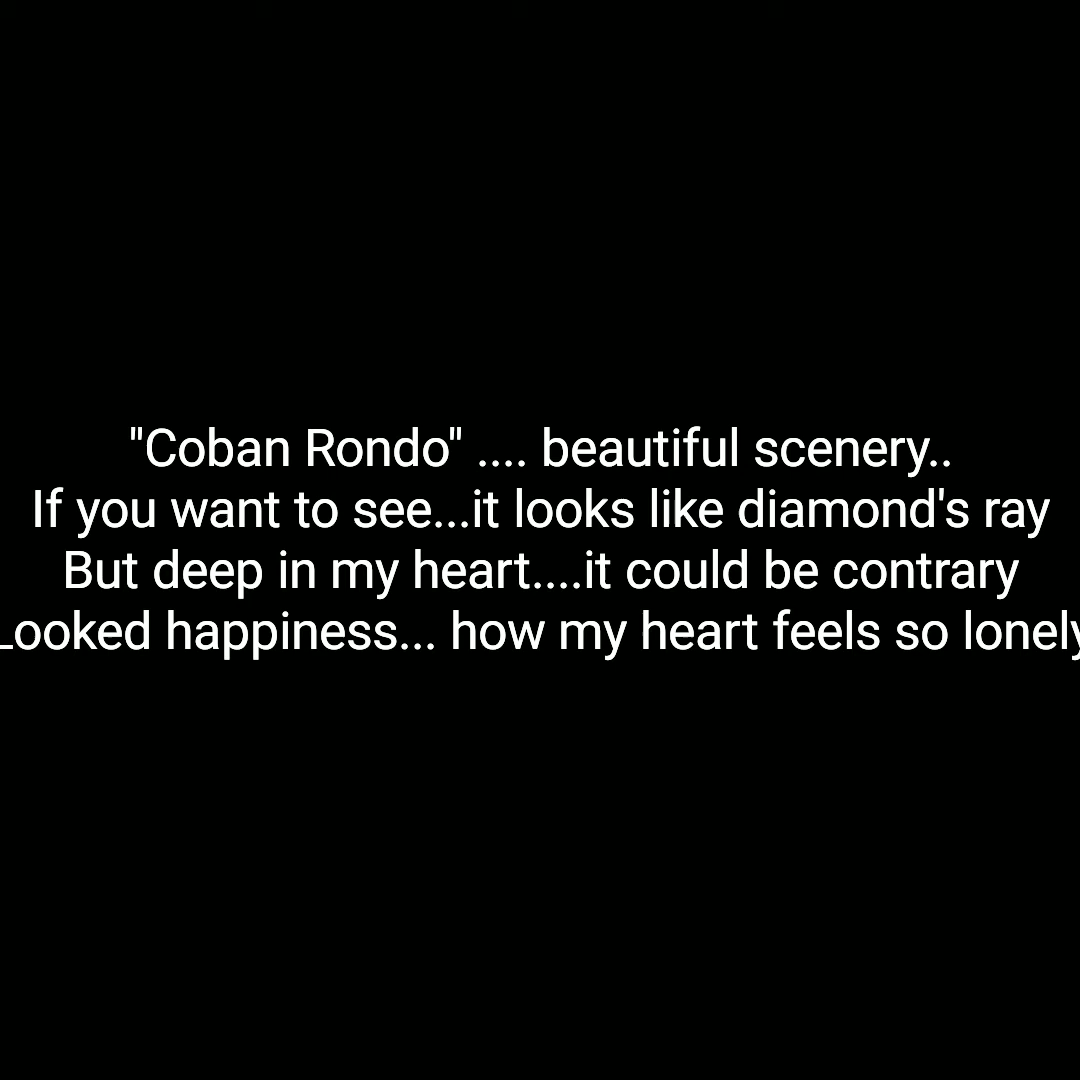 "Coban Rondo" .... beautiful scenery..
If you want to see...it looks like diamond's ray
But deep in my heart....it could be contrary
Looked happiness... how my heart feels so lonely